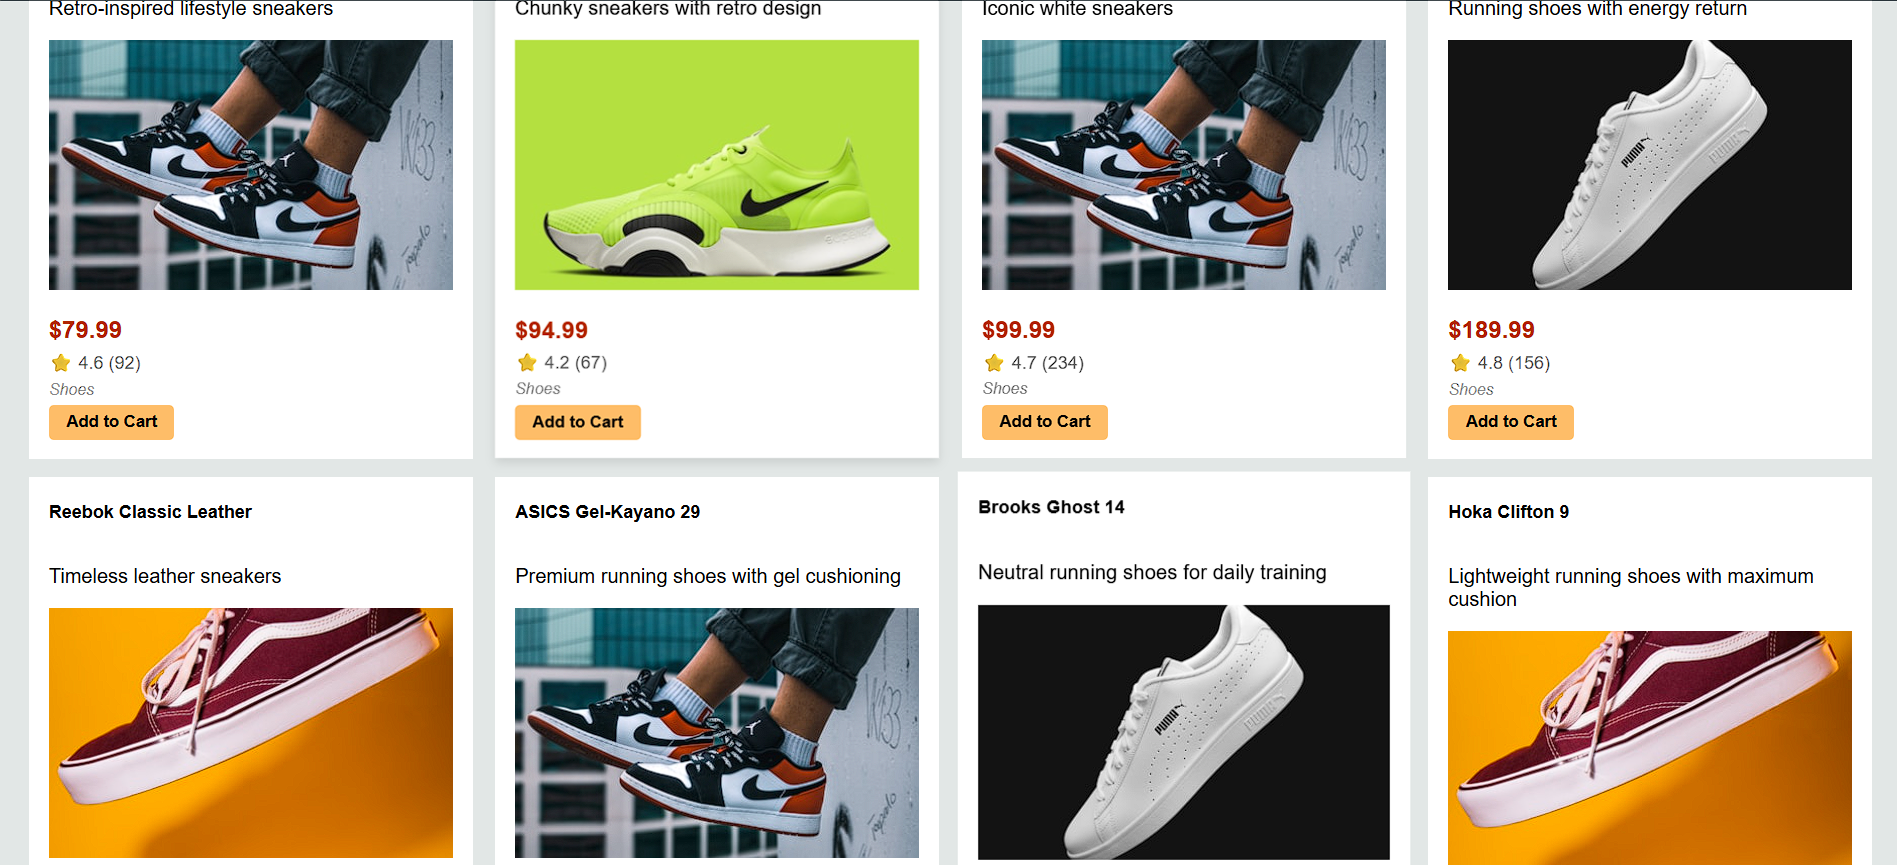 Retro-inspired lifestyle sneakers
Chunky sneakers with retro design
Iconic white sneakers
Running shoes with energy return
PUMA
PUMA
$79.99
4.6 (92)
Shoes
Add to Cart
$94.99
4.2 (67)
Shoes
Add to Cart
$99.99
4.7 (234)
Shoes
Add to Cart
$189.99
4.8 (156)
Shoes
Add to Cart
Reebok Classic Leather
Timeless leather sneakers
ASICS Gel-Kayano 29
Premium running shoes with gel cushioning
Brooks Ghost 14
Neutral running shoes for daily training
PUMA
PUMA
Hoka Clifton 9
Lightweight running shoes with maximum
cushion